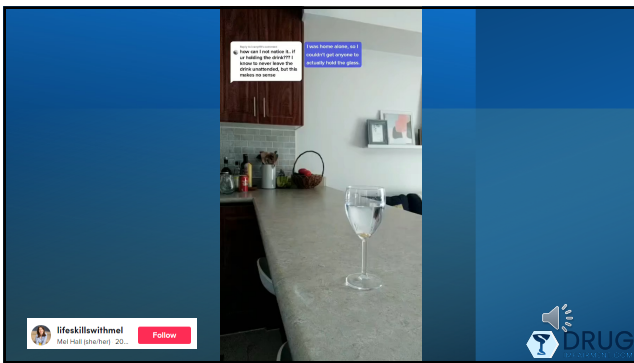 how can I not notice it.. if
ur holding the drink??? I
know to never leave the
drink unattended, but this
makes no sense
I was home alone, so I
couldn't get anyone to
actually hold the glass.
lifeskillswithmel
Mel Hall (she/her) 20...
Follow
DRUG